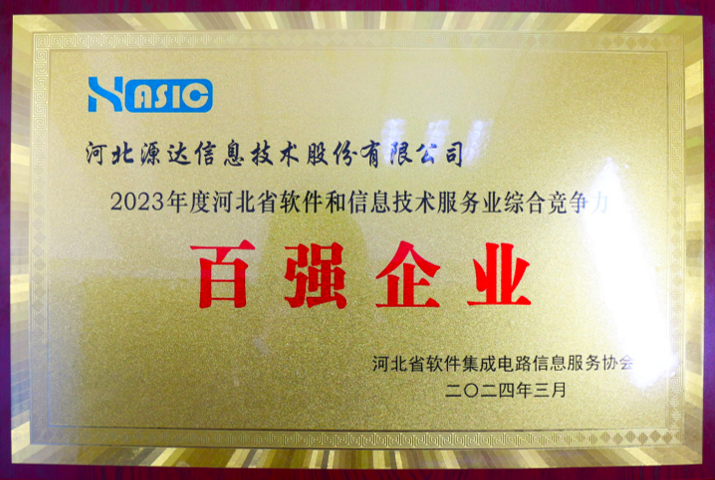 HASIC
河北源达信息技术股份有限公司
2023年度河北省软件和信息技术服务业综合竞争力
百强企业
河北省软件集成电路信息服务协会
二〇二四年三月